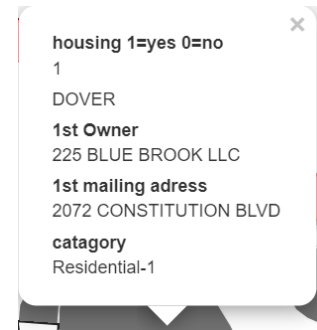 housing 1=yes 0=no
1
DOVER
1st Owner
225 BLUE BROOK LLC
1st mailing adress
2072 CONSTITUTION BLVD
catagory
Residential-1